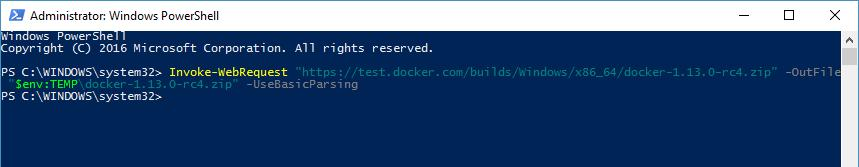 Administrator: Windows PowerShell
Windows PowerShell
Copyright (C) 2016 Microsoft Corporation. All rights reserved.
PS C:\WINDOWS\system32> Invoke-WebRequest "https://test.docker.com/builds/Windows/x86_64/docker-1.13.0-rc4.zip" -OutFile
"$env:TEMP\docker-1.13.0-rc4.zip" -UseBasicParsing
PS C:\WINDOWS\system32>